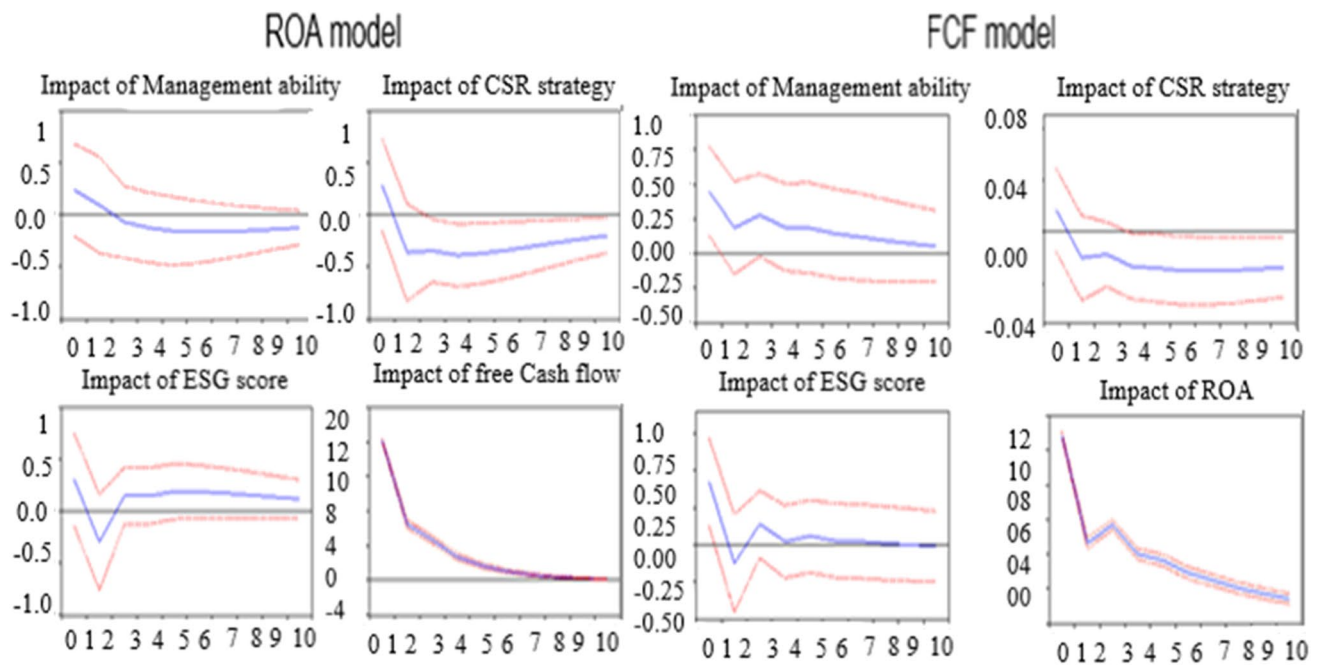 ROA model
FCF model
Impact of Management ability
Impact of CSR strategy
Impact of Management ability
Impact of CSR strategy
1
0.5
0.0
-0.5
-1.0
0 1 2 3 4 5 6 7 8 9 10
1
0.5
0.0
-0.5
-1.0
0 1 2 3 4 5 6 7 8 9 10
1.0
0.75
0.50
0.25
0.00
-0.25
-0.50
0 1 2 3 4 5 6 7 8 9 10
0.08
0.04
0.00
-0.04
0 1 2 3 4 5 6 7 8 9 10
Impact of ESG score
Impact of free Cash flow
Impact of ESG score
Impact of ROA
1
0.5
0.0
-0.5
-1.0
0 1 2 3 4 5 6 7 8 9 10
20
12
8
4
0
-4
0 1 2 3 4 5 6 7 8 9 10
1.0
0.75
0.50
0.25
0.00
-0.25
-0.50
0 1 2 3 4 5 6 7 8 9 10
12
10
08
06
04
00
0 1 2 3 4 5 6 7 8 9 10